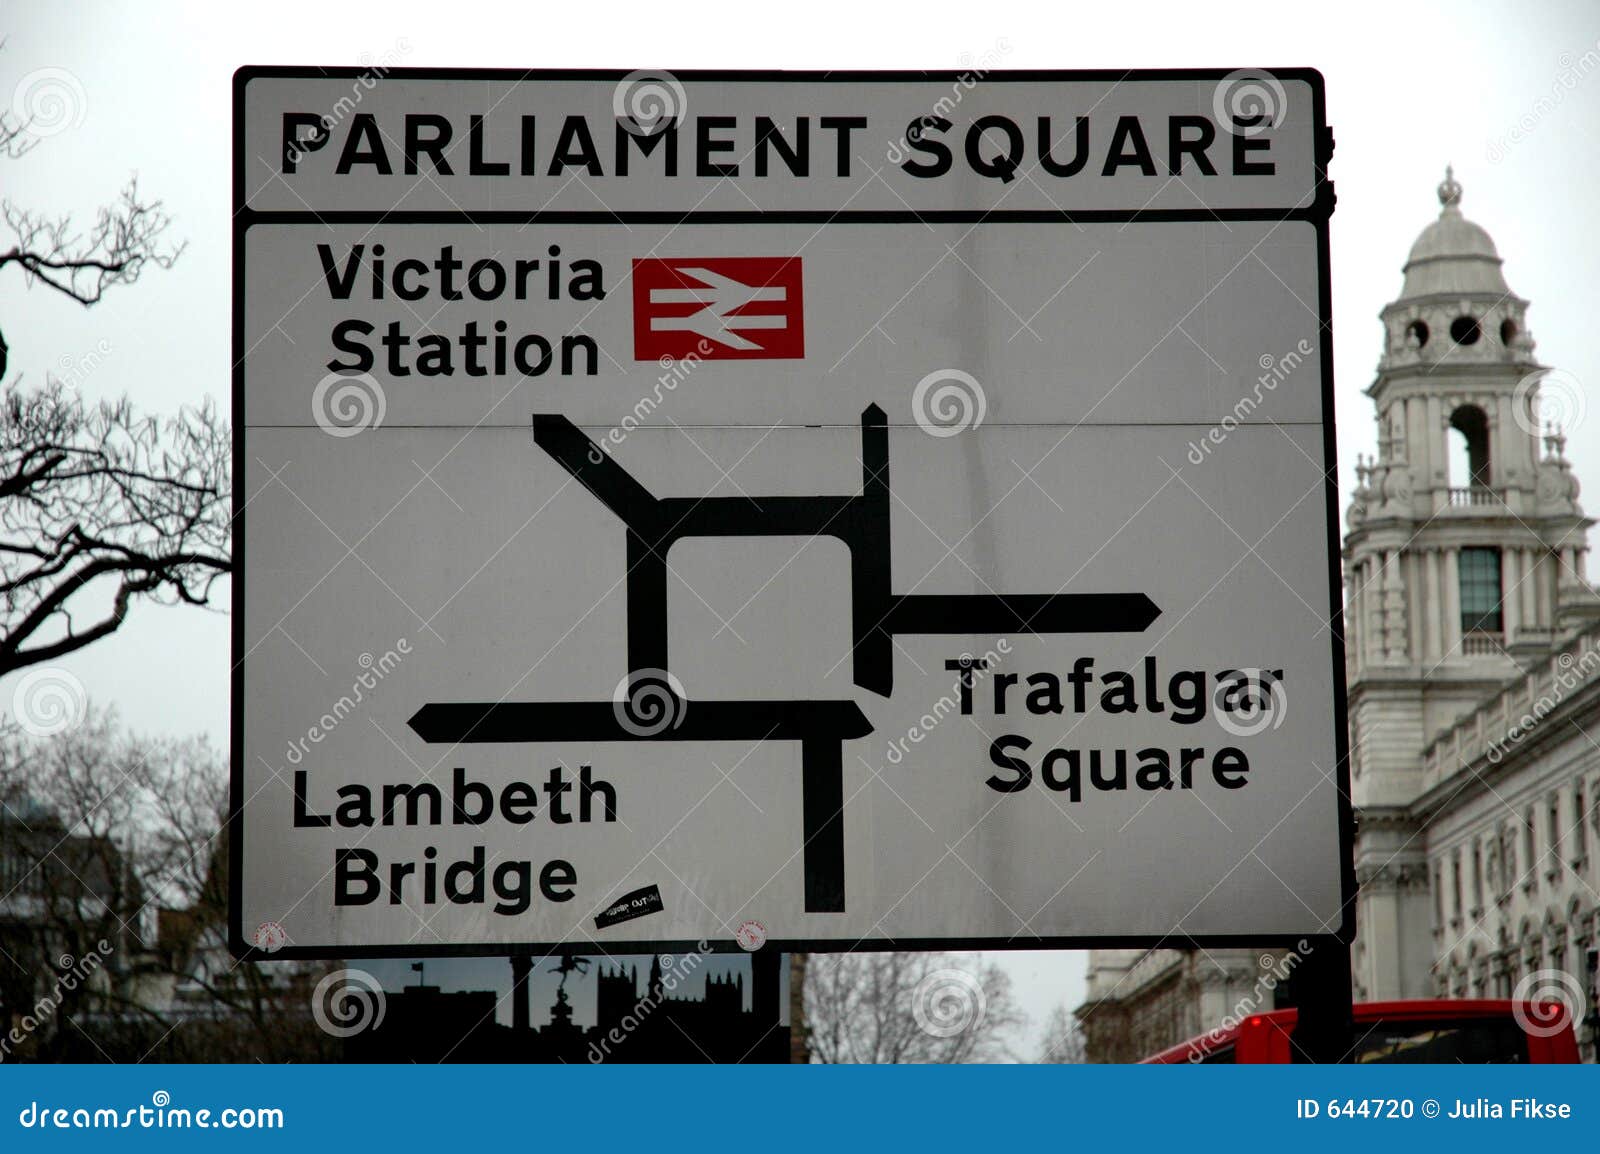 PARLIAMENT SQUARE
Victoria
Station
Trafalgar
Square
Lambeth
Bridge
dreamstime.com
ID 644720 © Julia Fikse